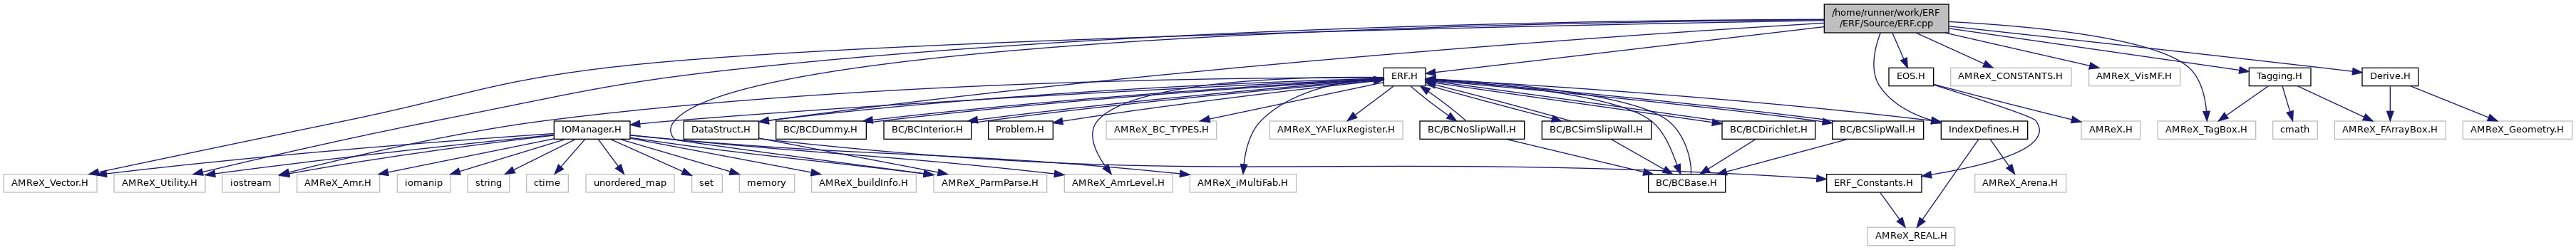 /home/runner/work/ERF
/ERF/Source/ERF.cpp
ERF.H
EOS.H
AMReX_CONSTANTS.H
AMReX_VisMF.H
Tagging.H
Derive.H
IOManager.H
DataStruct.H
BC/BCDummy.H
BC/BCInterior.H
Problem.H
AMReX_BC_TYPES.H
AMReX_YAFluxRegister.H
BC/BCNoSlipWall.H
BC/BCSimSlipWall.H
BC/BCDirichlet.H
BC/BCSlipWall.H
IndexDefines.H
AMReX.H
AMReX_TagBox.H
cmath
AMReX_FArrayBox.H
AMReX_Geometry.H
AMReX_Vector.H
AMReX_Utility.H
iostream
AMReX_Amr.H
iomanip
string
ctime
unordered_map
set
memory
AMReX_buildInfo.H
AMReX_ParmParse.H
AMReX_AmrLevel.H
AMReX_iMultiFab.H
BC/BCBase.H
ERF_Constants.H
AMReX_Arena.H
AMReX_REAL.H